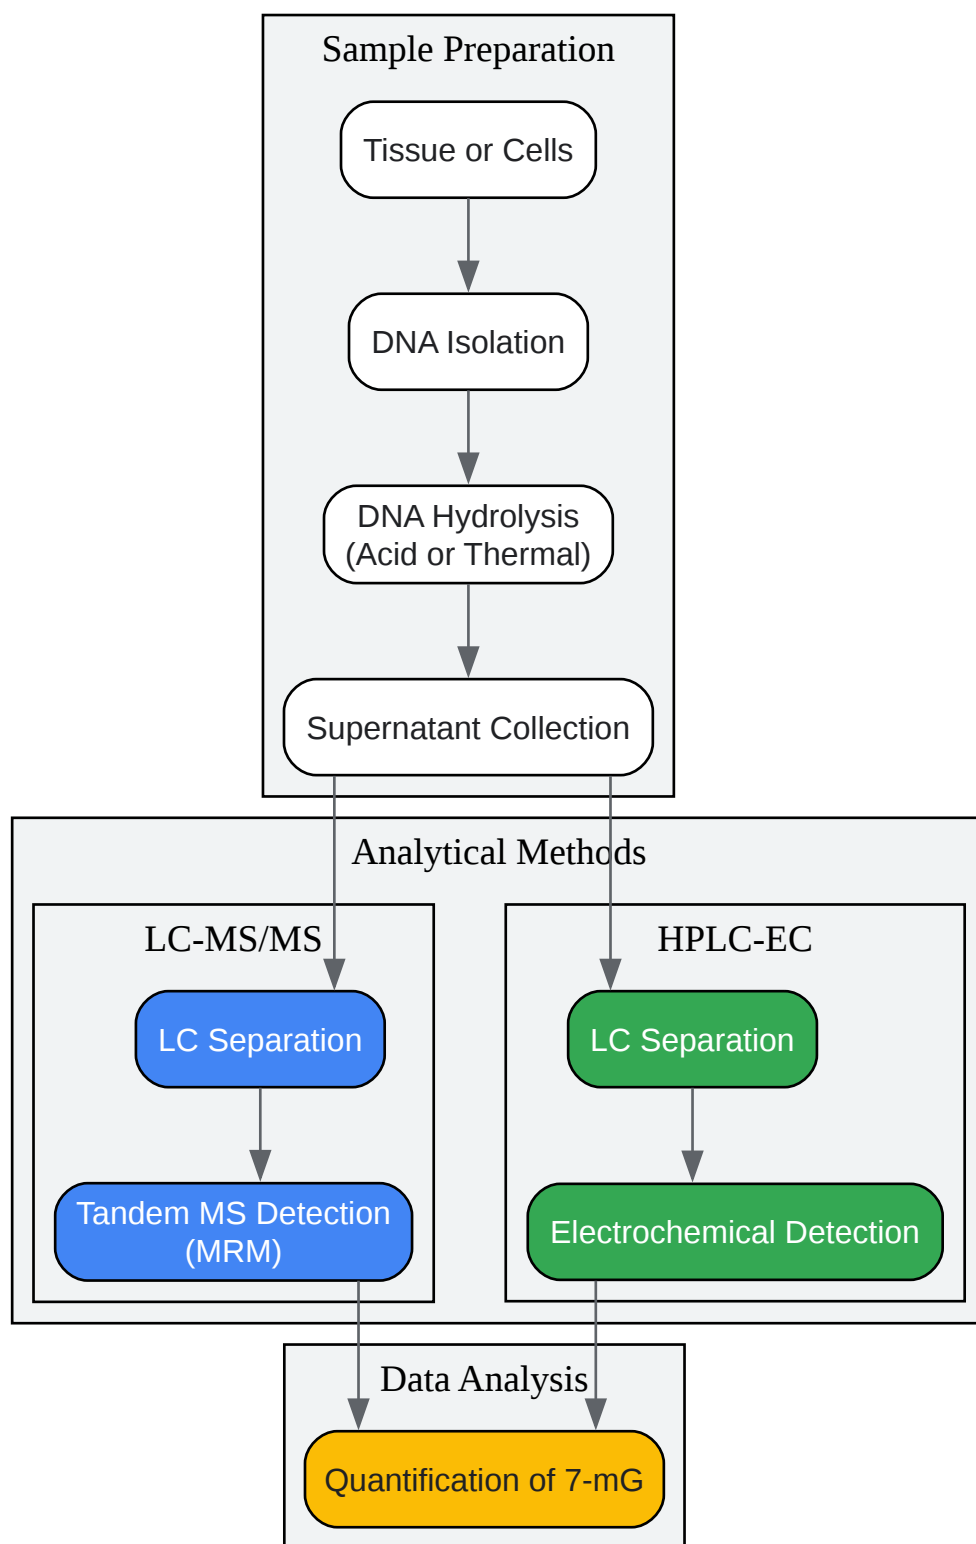 Sample Preparation
Tissue or Cells
DNA Isolation
DNA Hydrolysis
(Acid or Thermal)
Supernatant Collection
Analytical Methods
LC-MS/MS
HPLC-EC
LC Separation
LC Separation
Tandem MS Detection
(MRM)
Electrochemical Detection
Data Analysis
Quantification of 7-mG